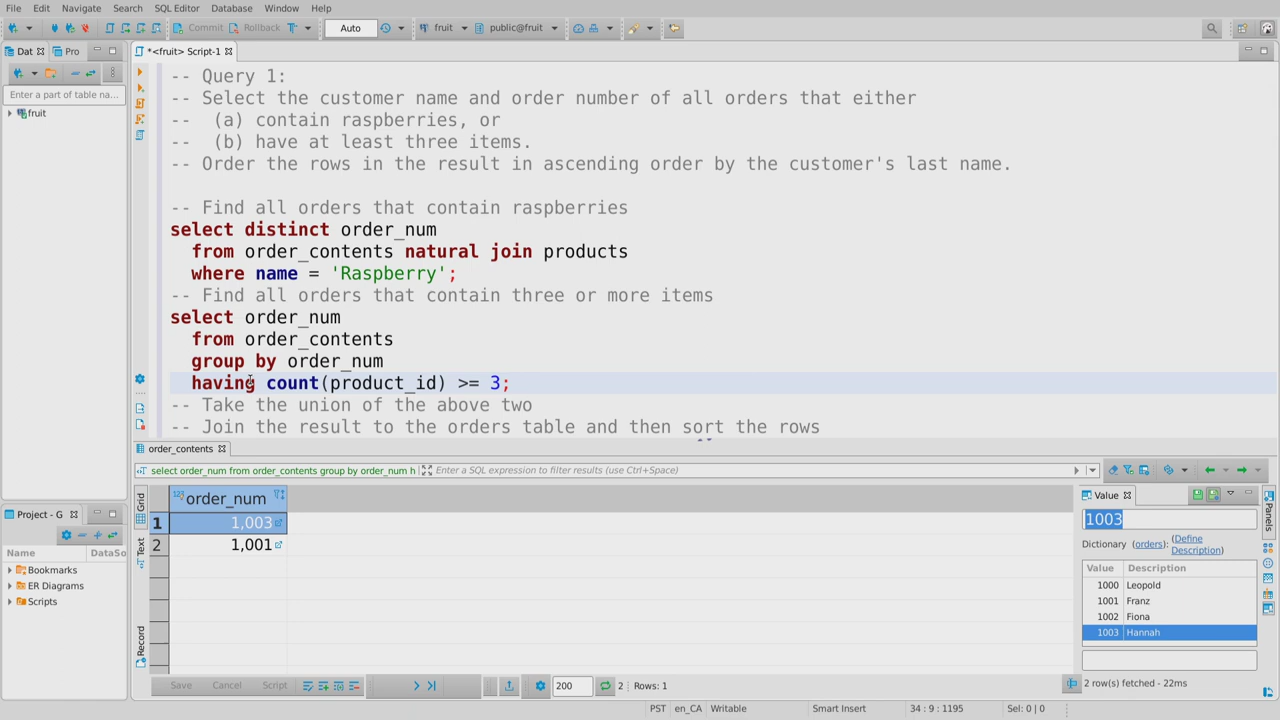 File Edit Navigate Search SQL Editor Database Window Help
Commit Rollback Auto fruit public@fruit
Dat Pro *<fruit> Script-1
Enter a part of table na...
fruit
-- Query 1:
-- Select the customer name and order number of all orders that either
-- (a) contain raspberries, or
-- (b) have at least three items.
-- Order the rows in the result in ascending order by the customer's last name.
-- Find all orders that contain raspberries
select distinct order_num
from order_contents natural join products
where name = 'Raspberry';
-- Find all orders that contain three or more items
select order_num
from order_contents
group by order_num
having count(product_id) >= 3;
-- Take the union of the above two
-- Join the result to the orders table and then sort the rows
order_contents
select order_num from order_contents group by order_num h Enter a SQL expression to filter results (use Ctrl+Space)
Grid
Text
Record
123 order_num
1 1,003
2 1,001
Value
1003
Dictionary (orders): (Define
Description)
Value Description
1000 Leopold
1001 Franz
1002 Fiona
1003 Hannah
Panels
Project - G
Name DataSo
Bookmarks
ER Diagrams
Scripts
Save Cancel Script 200 2 Rows: 1
2 row(s) fetched - 22ms
PST en_CA Writable Smart Insert 34 : 9 : 1195 Sel: 0 | 0